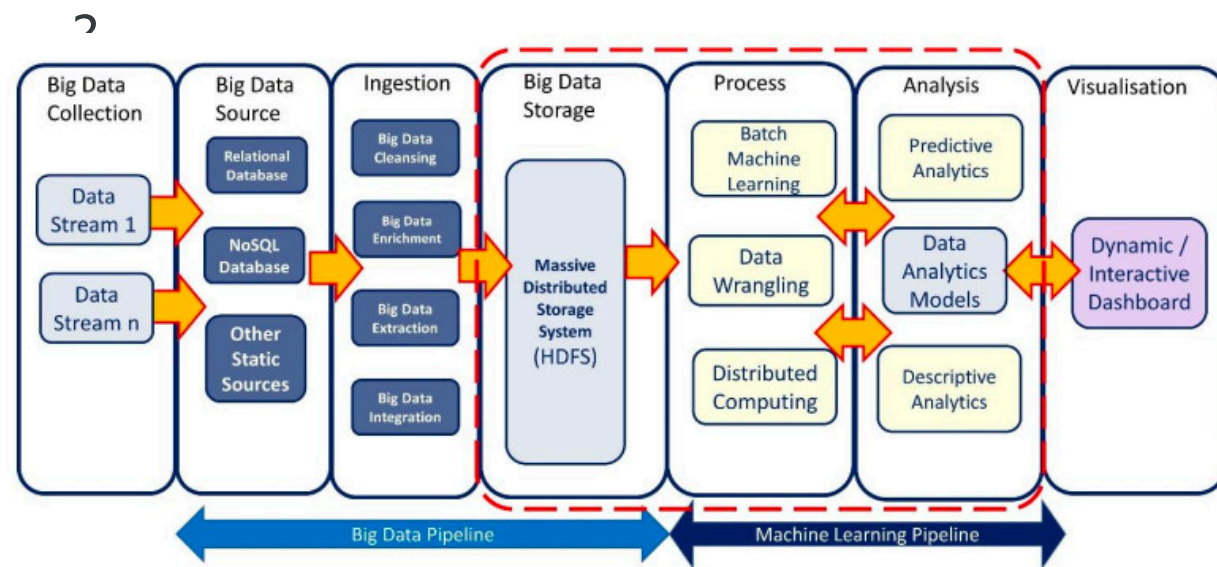 2
Big Data
Collection
Data
Stream 1
Data
Stream n
Big Data
Source
Relational
Database
NoSQL
Database
Other
Static
Sources
Ingestion
Big Data
Cleansing
Big Data
Enrichment
Big Data
Extraction
Big Data
Integration
Big Data
Storage
Massive
Distributed
Storage
System
(HDFS)
Process
Batch
Machine
Learning
Data
Wrangling
Distributed
Computing
Analysis
Predictive
Analytics
Data
Analytics
Models
Descriptive
Analytics
Visualisation
Dynamic /
Interactive
Dashboard
Big Data Pipeline
Machine Learning Pipeline